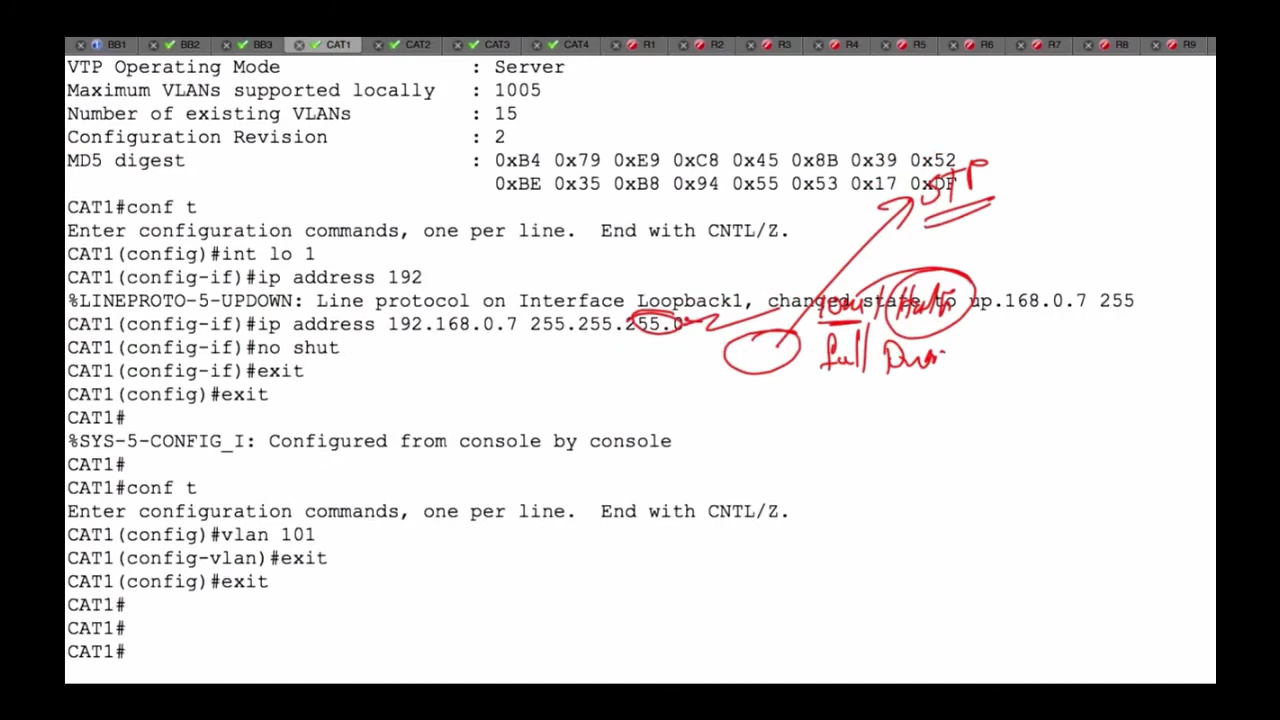 BB1 BB2 BB3 CAT1 CAT2 CAT3 CAT4 R1 R2 R3 R4 R5 R6 R7 R8 R9
VTP Operating Mode : Server
Maximum VLANs supported locally : 1005
Number of existing VLANs : 15
Configuration Revision : 2
MD5 digest : 0xB4 0x79 0xE9 0xC8 0x45 0x8B 0x39 0x52
0xBE 0x35 0xB8 0x94 0x55 0x53 0x17 0xDF
STP
CAT1#conf t
Enter configuration commands, one per line. End with CNTL/Z.
CAT1(config)#int lo 1
CAT1(config-if)#ip address 192
%LINEPROTO-5-UPDOWN: Line protocol on Interface Loopback1, changed state to up.168.0.7 255
CAT1(config-if)#ip address 192.168.0.7 255.255.255.0
full
CAT1(config-if)#no shut
CAT1(config-if)#exit
CAT1(config)#exit
CAT1#
%SYS-5-CONFIG_I: Configured from console by console
CAT1#
CAT1#conf t
Enter configuration commands, one per line. End with CNTL/Z.
CAT1(config)#vlan 101
CAT1(config-vlan)#exit
CAT1(config)#exit
CAT1#
CAT1#
CAT1#